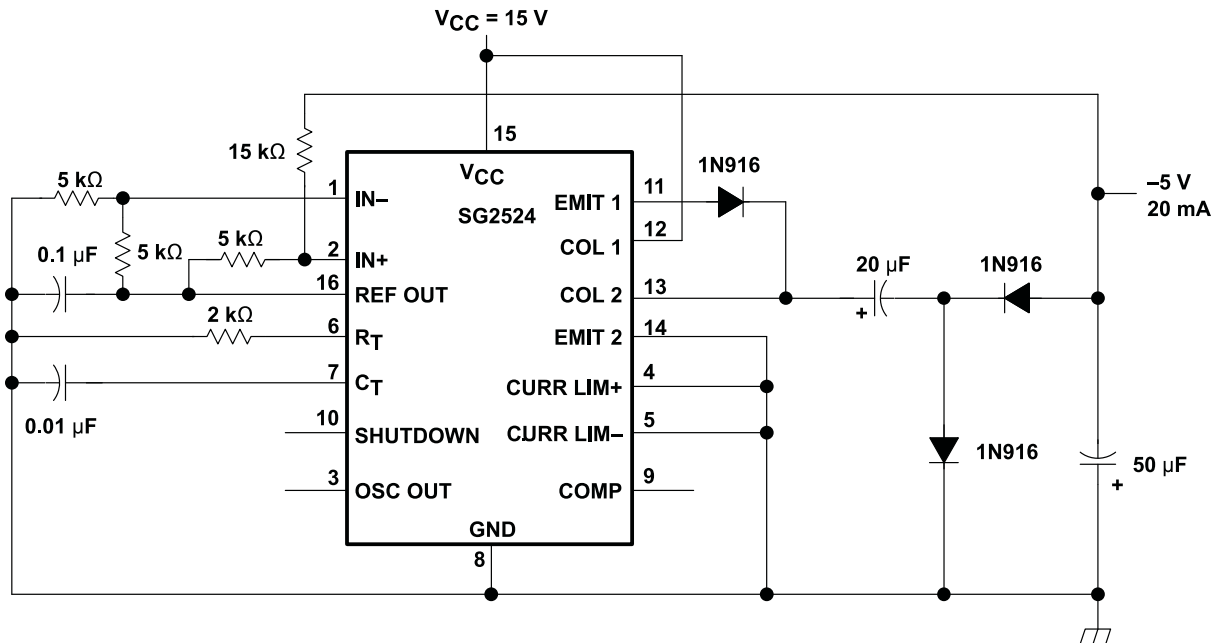 VCC = 15 V
15
15 kΩ
VCC
SG2524
1N916
5 kΩ
1
IN–
EMIT 1
11
–5 V
20 mA
12
COL 1
5 kΩ
5 kΩ
2
IN+
0.1 µF
16
REF OUT
COL 2
13
20 µF
+
1N916
2 kΩ
6
RT
EMIT 2
14
7
CT
CURR LIM+
4
0.01 µF
10
SHUTDOWN
CURR LIM–
5
1N916
50 µF
+
3
OSC OUT
COMP
9
GND
8